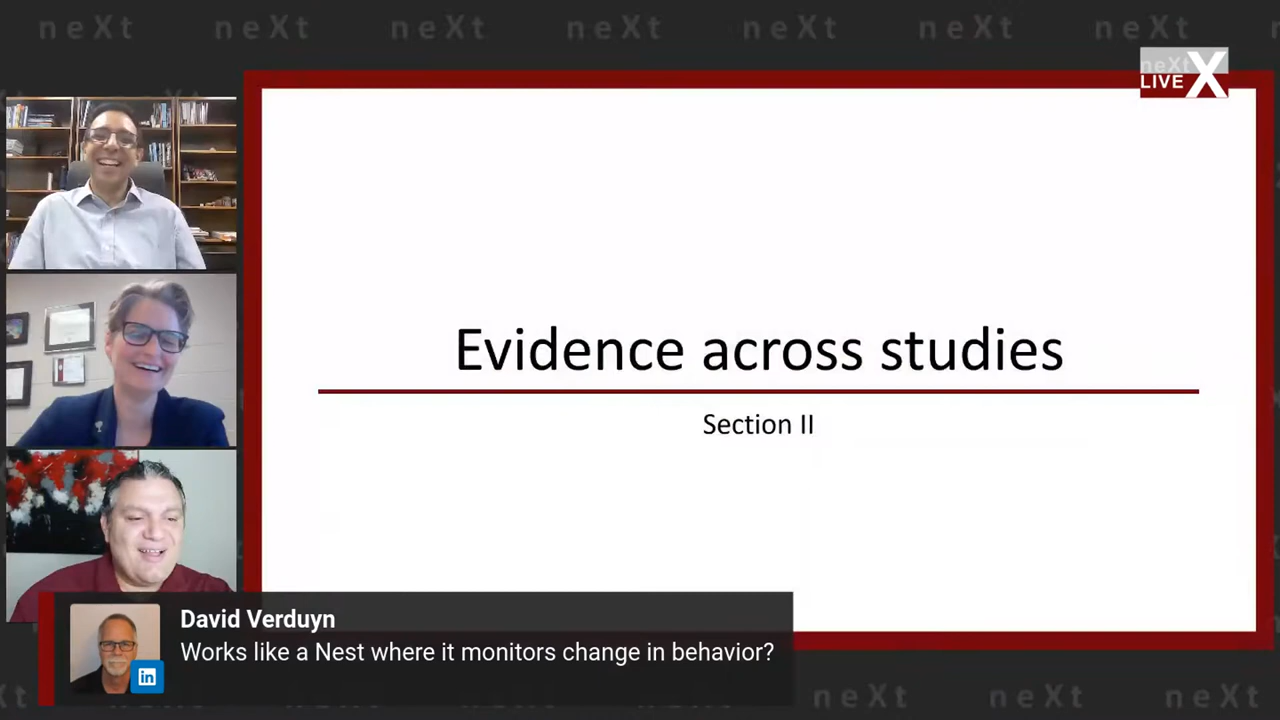 neXt neXt neXt neXt neXt neXt neXt
neXt
LIVE X
Evidence across studies
Section II
David Verduyn
Works like a Nest where it monitors change in behavior?
in
neXt neXt neXt